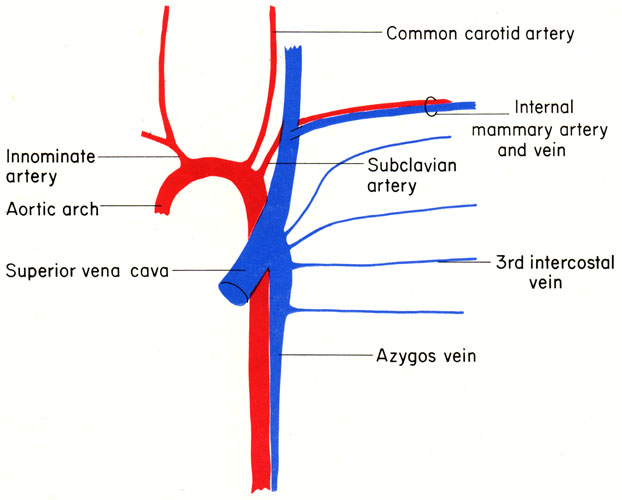 Common carotid artery
Internal
mammary artery
and vein
Innominate
artery
Subclavian
artery
Aortic arch
Superior vena cava
3rd intercostal
vein
Azygos vein